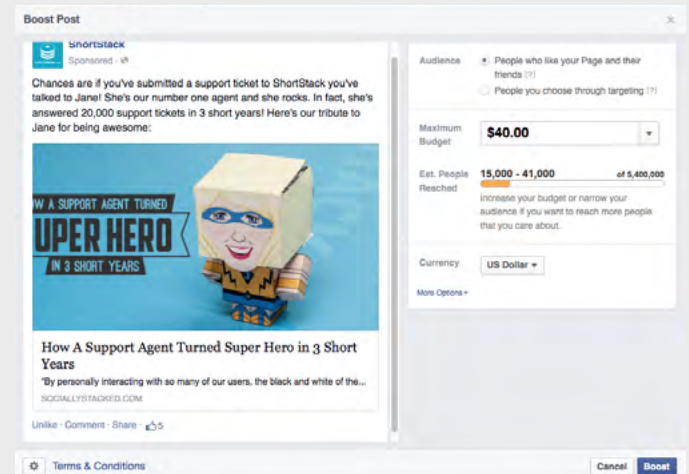 Boost Post
ShortStack
Sponsored ·
Chances are if you've submitted a support ticket to ShortStack you've
talked to Jane! She's our number one agent and she rocks. In fact, she's
answered 20,000 support tickets in 3 short years! Here's our tribute to
Jane for being awesome:
OW A SUPPORT AGENT TURNED
UPER HERO
IN 3 SHORT YEARS
How A Support Agent Turned Super Hero in 3 Short
Years
"By personally interacting with so many of our users, the black and white of the...
SOCIALLYSTACKED.COM
Unlike · Comment · Share · 5
Audience
People who like your Page and their
friends [?]
People you choose through targeting [?]
Maximum
Budget
$40.00
Est. People
Reached
15,000 - 41,000 of 5,400,000
Increase your budget or narrow your
audience if you want to reach more people
that you care about.
Currency
US Dollar
More Options
Terms & Conditions
Cancel Boost